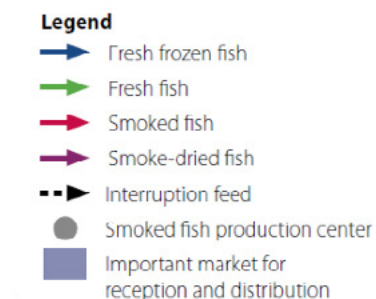 Legend
Fresh frozen fish
Fresh fish
Smoked fish
Smoke-dried fish
Interruption feed
Smoked fish production center
Important market for
reception and distribution